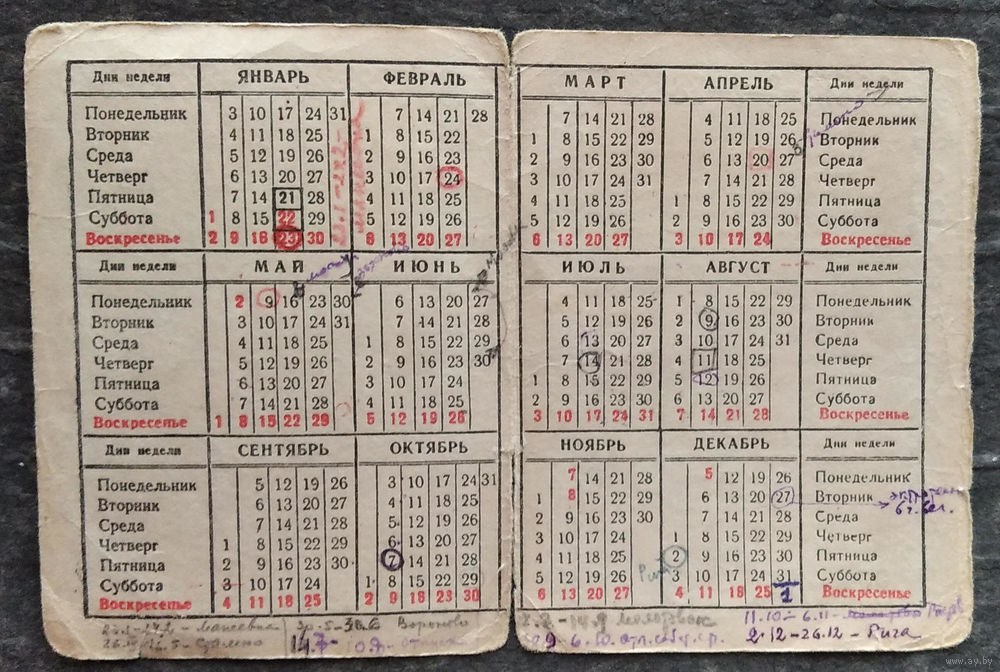 Дни недели ЯНВАРЬ ФЕВРАЛЬ
Понедельник 3 10 17 24 31 7 14 21 28
Вторник 4 11 18 25 1 8 15 22
Среда 5 12 19 26 2 9 16 23
Четверг 6 13 20 27 3 10 17 24
Пятница 7 14 21 28 4 11 18 25
Суббота 1 8 15 22 29 5 12 19 26
Воскресенье 2 9 16 23 30 6 13 20 27
Дни недели МАЙ ИЮНЬ
Понедельник 2 9 16 23 30 6 13 20 27
Вторник 3 10 17 24 31 7 14 21 28
Среда 4 11 18 25 1 8 15 22 29
Четверг 5 12 19 26 2 9 16 23 30
Пятница 6 13 20 27 3 10 17 24
Суббота 7 14 21 28 4 11 18 25
Воскресенье 1 8 15 22 29 5 12 19 26
Дни недели СЕНТЯБРЬ ОКТЯБРЬ
Понедельник 5 12 19 26 3 10 17 24 31
Вторник 6 13 20 27 4 11 18 25
Среда 7 14 21 28 5 12 19 26
Четверг 1 8 15 22 29 6 13 20 27
Пятница 2 9 16 23 30 7 14 21 28
Суббота 3 10 17 24 1 8 15 22 29
Воскресенье 4 11 18 25 2 9 16 23 30
Вороново
МАРТ АПРЕЛЬ Дни недели
7 14 21 28 4 11 18 25 Понедельник
1 8 15 22 29 5 12 19 26 Вторник
2 9 16 23 30 6 13 20 27 Среда
3 10 17 24 31 7 14 21 28 Четверг
4 11 18 25 1 8 15 22 29 Пятница
5 12 19 26 2 9 16 23 30 Суббота
6 13 20 27 3 10 17 24 Воскресенье
ИЮЛЬ АВГУСТ Дни недели
4 11 18 25 1 8 15 22 29 Понедельник
5 12 19 26 2 9 16 23 30 Вторник
6 13 20 27 3 10 17 24 31 Среда
7 14 21 28 4 11 18 25 Четверг
1 8 15 22 29 5 12 19 26 Пятница
2 9 16 23 30 6 13 20 27 Суббота
3 10 17 24 31 7 14 21 28 Воскресенье
НОЯБРЬ ДЕКАБРЬ Дни недели
7 14 21 28 5 12 19 26 Понедельник
1 8 15 22 29 6 13 20 27 Вторник
2 9 16 23 30 7 14 21 28 Среда
3 10 17 24 1 8 15 22 29 Четверг
4 11 18 25 2 9 16 23 30 Пятница
5 12 19 26 3 10 17 24 31 Суббота
6 13 20 27 4 11 18 25 1 Воскресенье
11.10 - 6.11
2.12-26.12 - Рига
www.ay.by